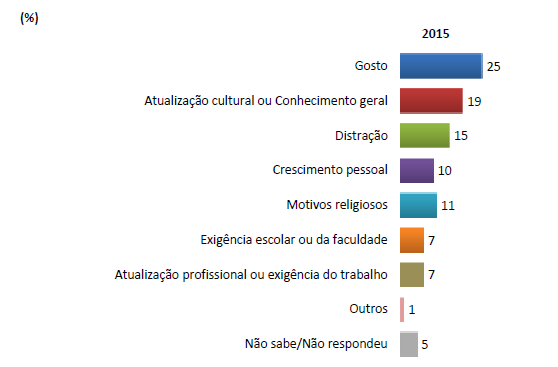 (%)
2015
Gosto 25
Atualização cultural ou Conhecimento geral 19
Distração 15
Crescimento pessoal 10
Motivos religiosos 11
Exigência escolar ou da faculdade 7
Atualização profissional ou exigência do trabalho 7
Outros 1
Não sabe/Não respondeu 5